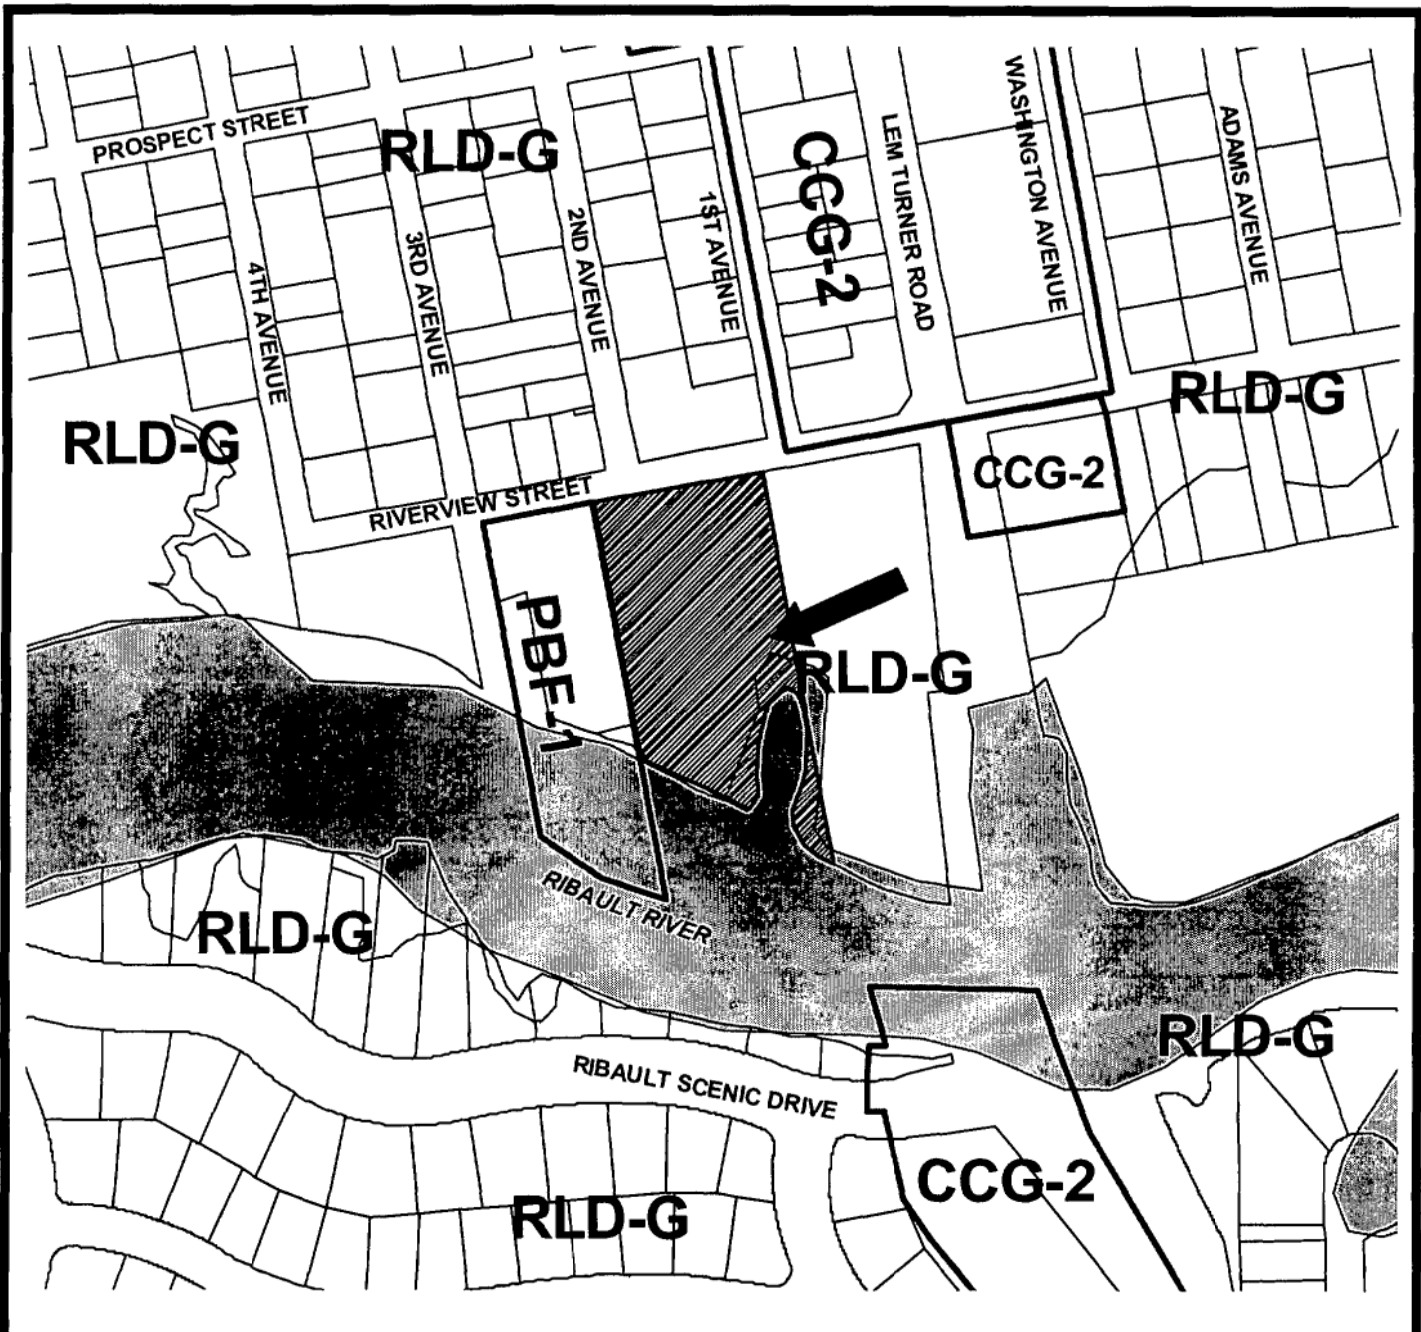 PROSPECT STREET
RLD-G
CCG-2
LEM TURNER ROAD
WASHINGTON AVENUE
ADAMS AVENUE
1ST AVENUE
2ND AVENUE
3RD AVENUE
4TH AVENUE
RLD-G
RLD-G
CCG-2
RIVERVIEW STREET
PBF-1
RLD-G
RIBAULT RIVER
RLD-G
RLD-G
RIBAULT SCENIC DRIVE
CCG-2
RLD-G